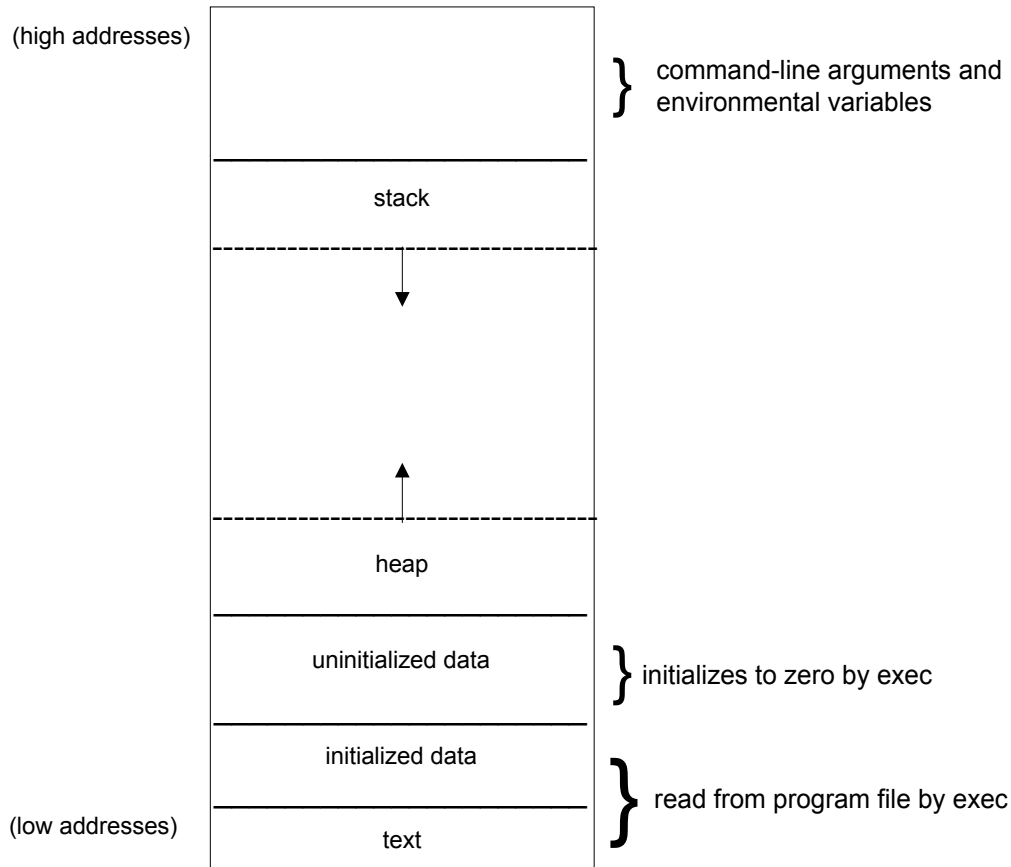 (high addresses)
command-line arguments and
environmental variables
stack
heap
uninitialized data
initializes to zero by exec
initialized data
read from program file by exec
(low addresses)
text